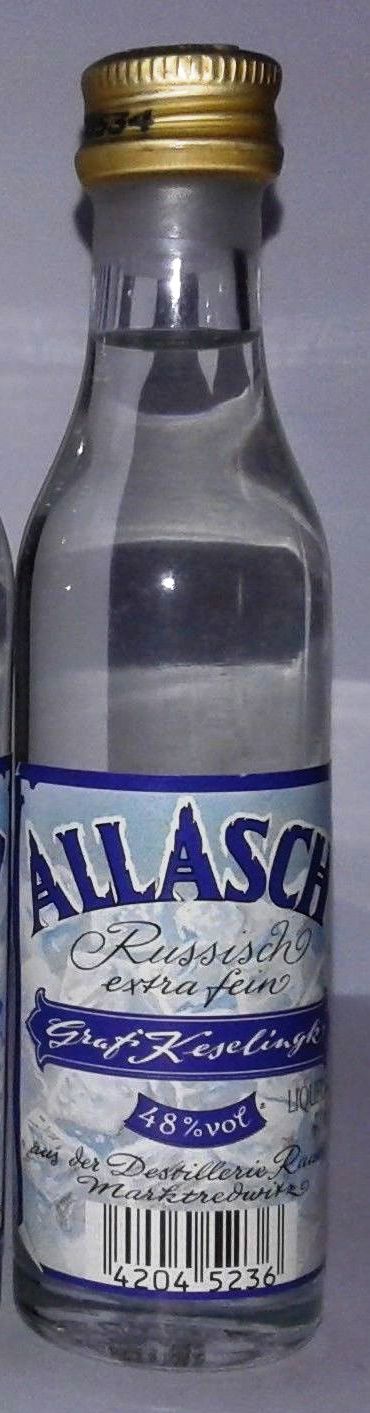 ALLASCH
Russisch
extra fein
Graf Keselingk
48%vol
aus der Destillerie
Marktredwitz
4204 5236